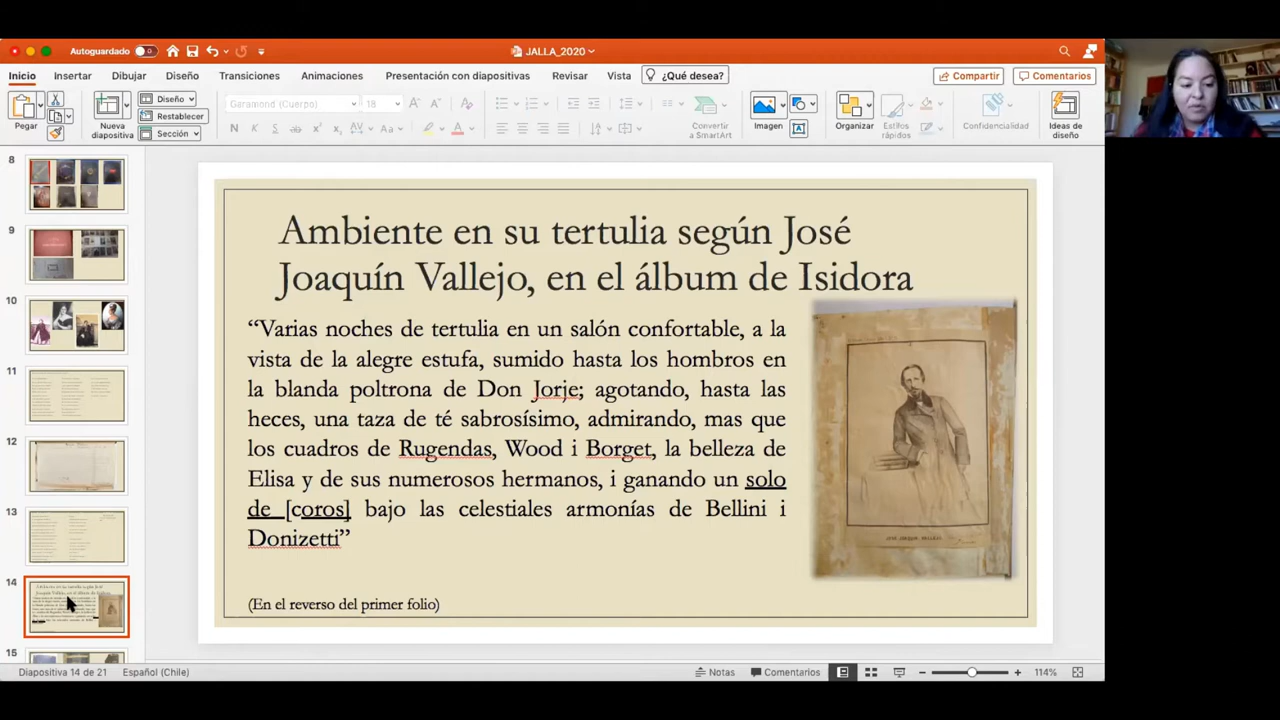 Autoguardado
JALLA_2020
Inicio Insertar Dibujar Diseño Transiciones Animaciones Presentación con diapositivas Revisar Vista ¿Qué desea? Compartir Comentarios
Pegar
Nueva diapositiva
Diseño
Restablecer
Sección
Garamond (Cuerpo) 18
Convertir a SmartArt
Imagen
Organizar
Estilos rápidos
Confidencialidad
Ideas de diseño
8
9
10
11
12
13
14
15
Ambiente en su tertulia según José
Joaquín Vallejo, en el álbum de Isidora
“Varias noches de tertulia en un salón confortable, a la
vista de la alegre estufa, sumido hasta los hombros en
la blanda poltrona de Don Jorje; agotando, hasta las
heces, una taza de té sabrosísimo, admirando, mas que
los cuadros de Rugendas, Wood i Borget, la belleza de
Elisa y de sus numerosos hermanos, i ganando un solo
de [coros] bajo las celestiales armonías de Bellini i
Donizetti”
(En el reverso del primer folio)
JOSÉ JOAQUIN VALLEJO
Diapositiva 14 de 21 Español (Chile) Notas Comentarios 114%